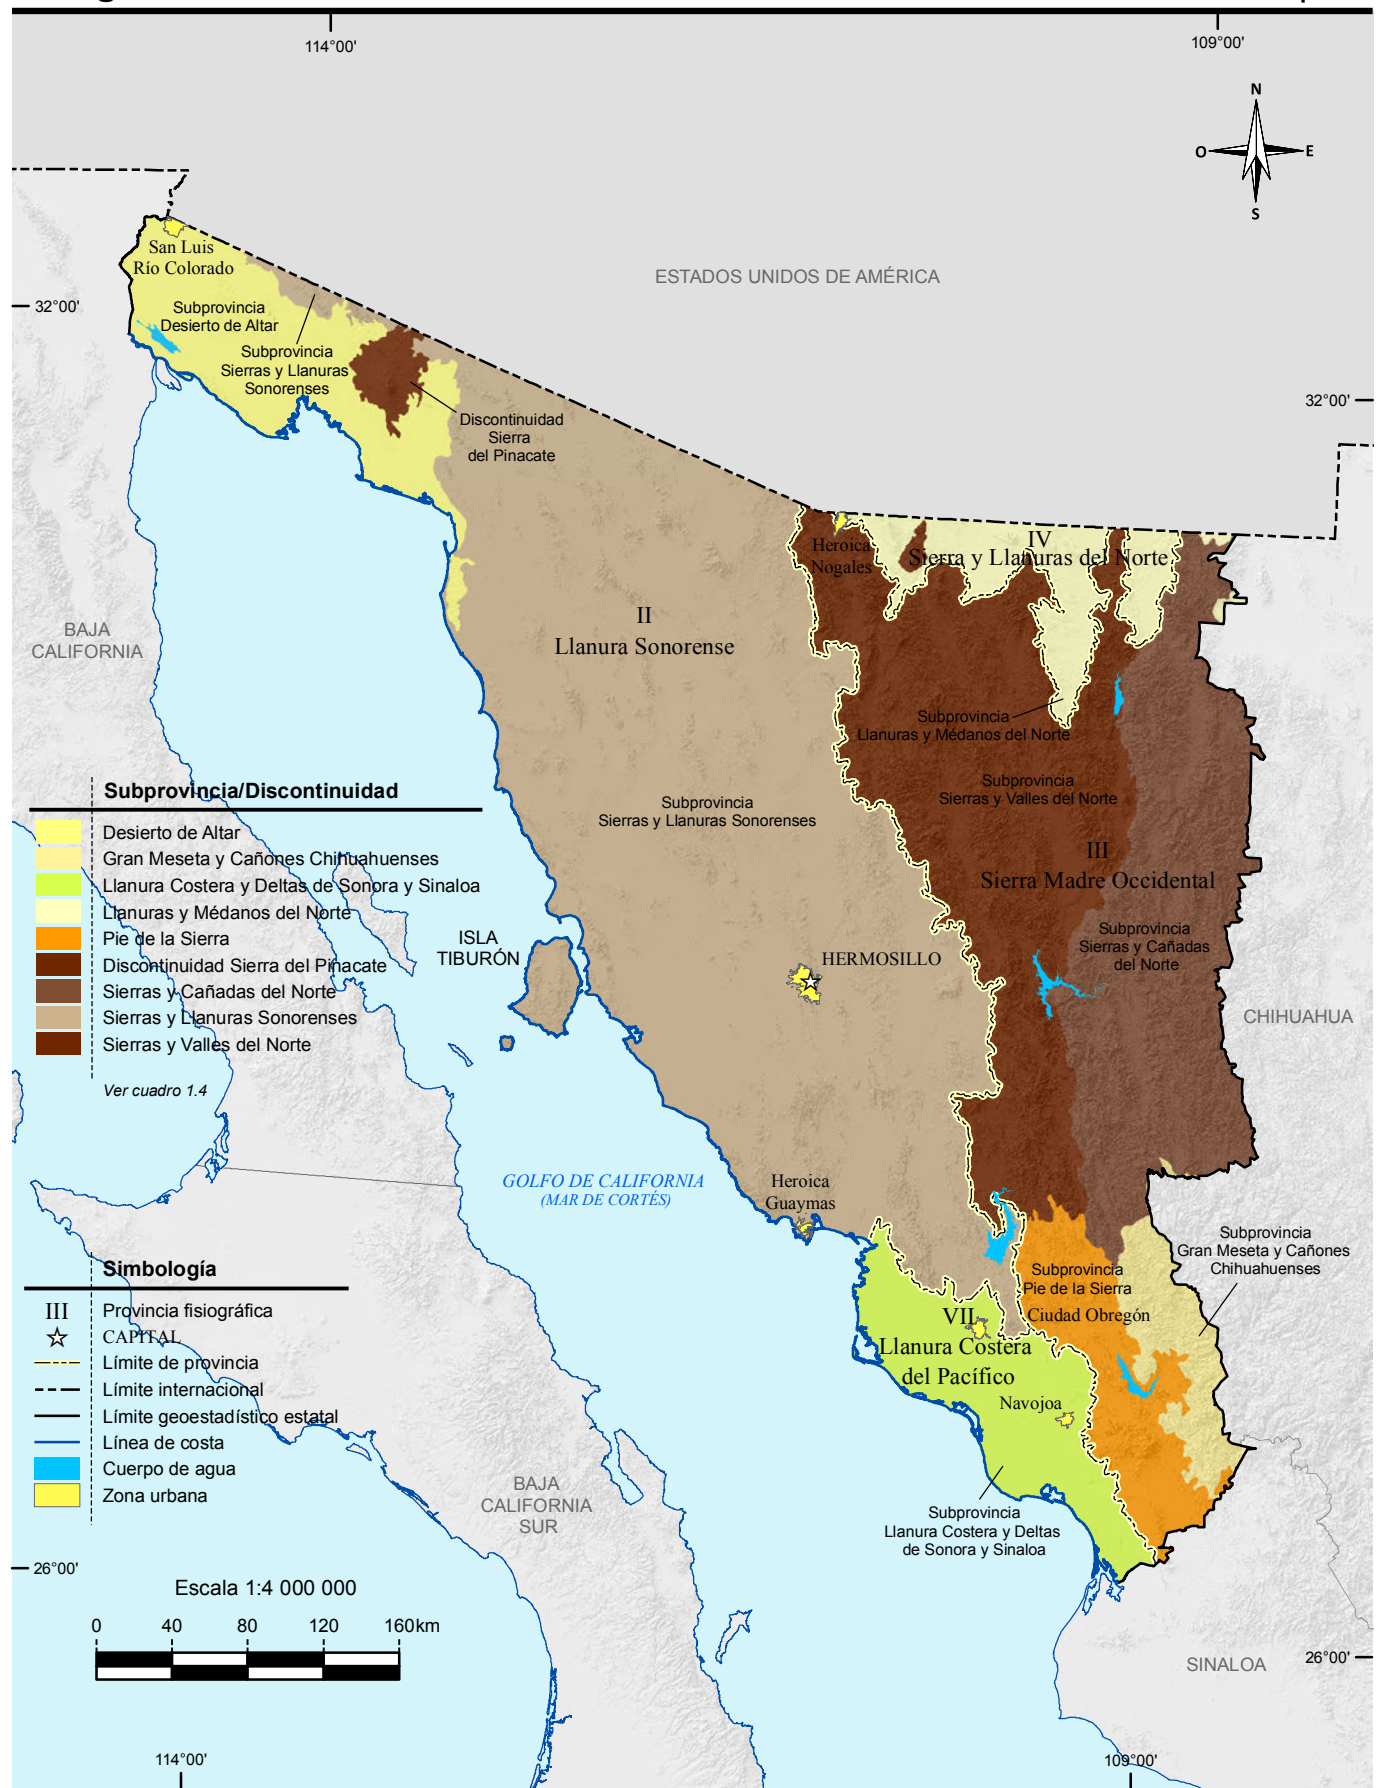 114°00'
109°00'
N
O
E
S
San Luis
Río Colorado
ESTADOS UNIDOS DE AMÉRICA
32°00'
Subprovincia
Desierto de Altar
Subprovincia
Sierras y Llanuras
Sonorenses
32°00'
Discontinuidad
Sierra
del Pinacate
Heroica
Nogales
IV
Sierra y Llanuras del Norte
II
Llanura Sonorense
BAJA
CALIFORNIA
Subprovincia
Llanuras y Médanos del Norte
Subprovincia
Sierras y Valles del Norte
Subprovincia
Sierras y Llanuras Sonorenses
III
Sierra Madre Occidental
Subprovincia
Sierras y Cañadas
del Norte
ISLA
TIBURÓN
HERMOSILLO
CHIHUAHUA
Subprovincia/Discontinuidad
Desierto de Altar
Gran Meseta y Cañones Chihuahuenses
Llanura Costera y Deltas de Sonora y Sinaloa
Llanuras y Médanos del Norte
Pie de la Sierra
Discontinuidad Sierra del Pinacate
Sierras y Cañadas del Norte
Sierras y Llanuras Sonorenses
Sierras y Valles del Norte
Ver cuadro 1.4
GOLFO DE CALIFORNIA
(MAR DE CORTÉS)
Heroica
Guaymas
Subprovincia
Gran Meseta y Cañones
Chihuahuenses
Subprovincia
Pie de la Sierra
Ciudad Obregón
VII
Llanura Costera
del Pacífico
Navojoa
Simbología
III Provincia fisiográfica
CAPITAL
Límite de provincia
Límite internacional
Límite geoestadístico estatal
Línea de costa
Cuerpo de agua
Zona urbana
BAJA
CALIFORNIA
SUR
Subprovincia
Llanura Costera y Deltas
de Sonora y Sinaloa
26°00'
Escala 1:4 000 000
0 40 80 120 160km
SINALOA
26°00'
114°00'
109°00'